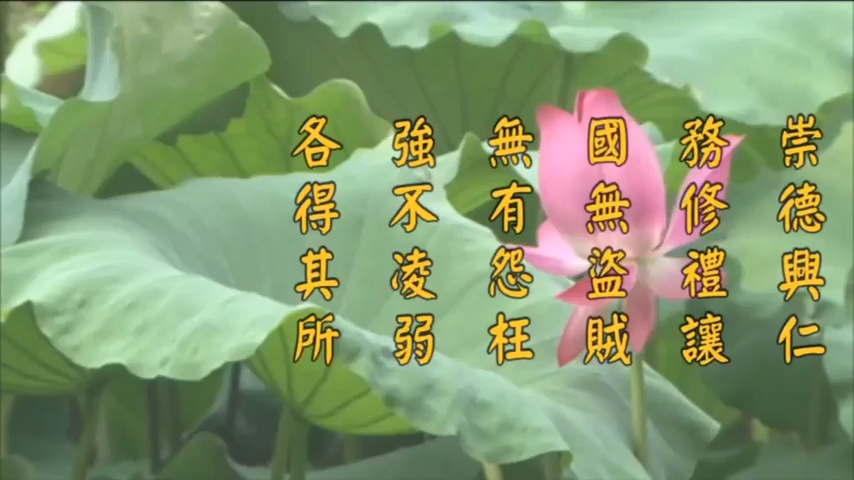 崇德興仁
務修禮讓
國無盜賊
無有怨枉
強不凌弱
各得其所